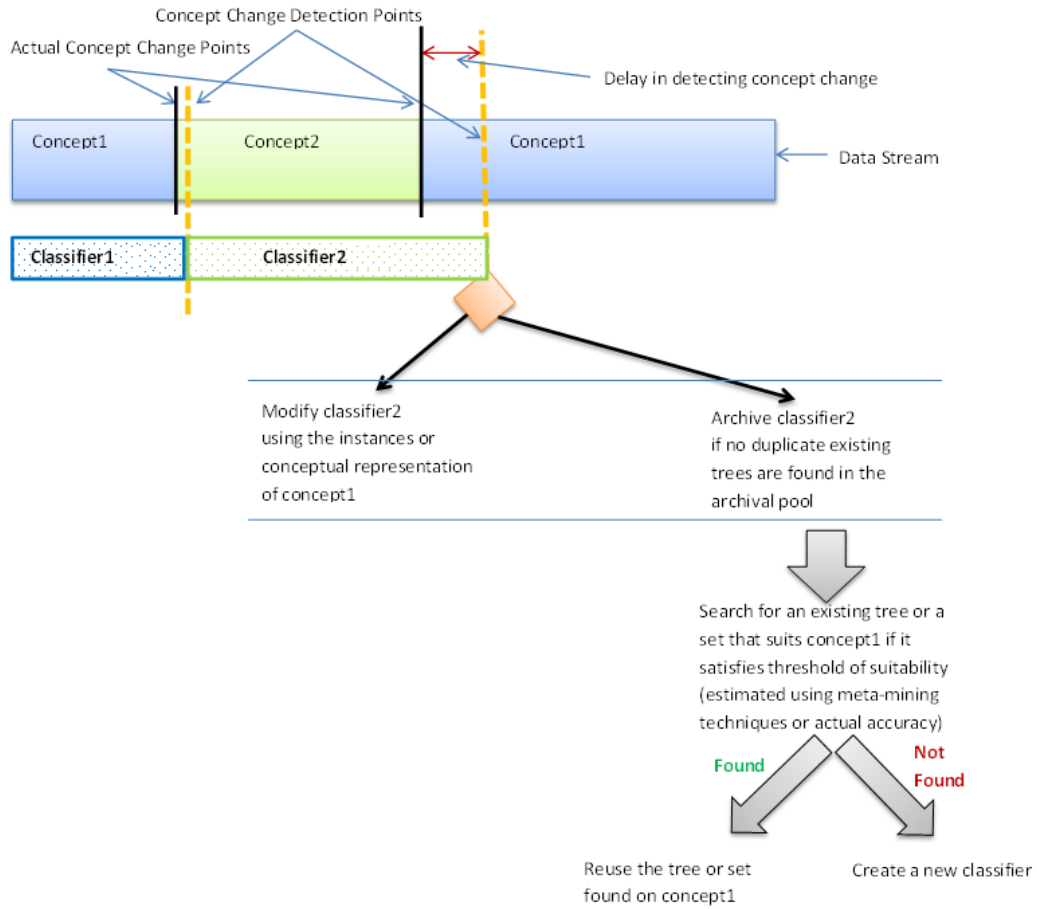 Concept Change Detection Points
Actual Concept Change Points
Delay in detecting concept change
Concept1
Concept2
Concept1
Data Stream
Classifier1
Classifier2
Modify classifier2
using the instances or
conceptual representation
of concept1
Archive classifier2
if no duplicate existing
trees are found in the
archival pool
Search for an existing tree or a
set that suits concept1 if it
satisfies threshold of suitability
(estimated using meta-mining
techniques or actual accuracy)
Found
Not
Found
Reuse the tree or set
found on concept1
Create a new classifier